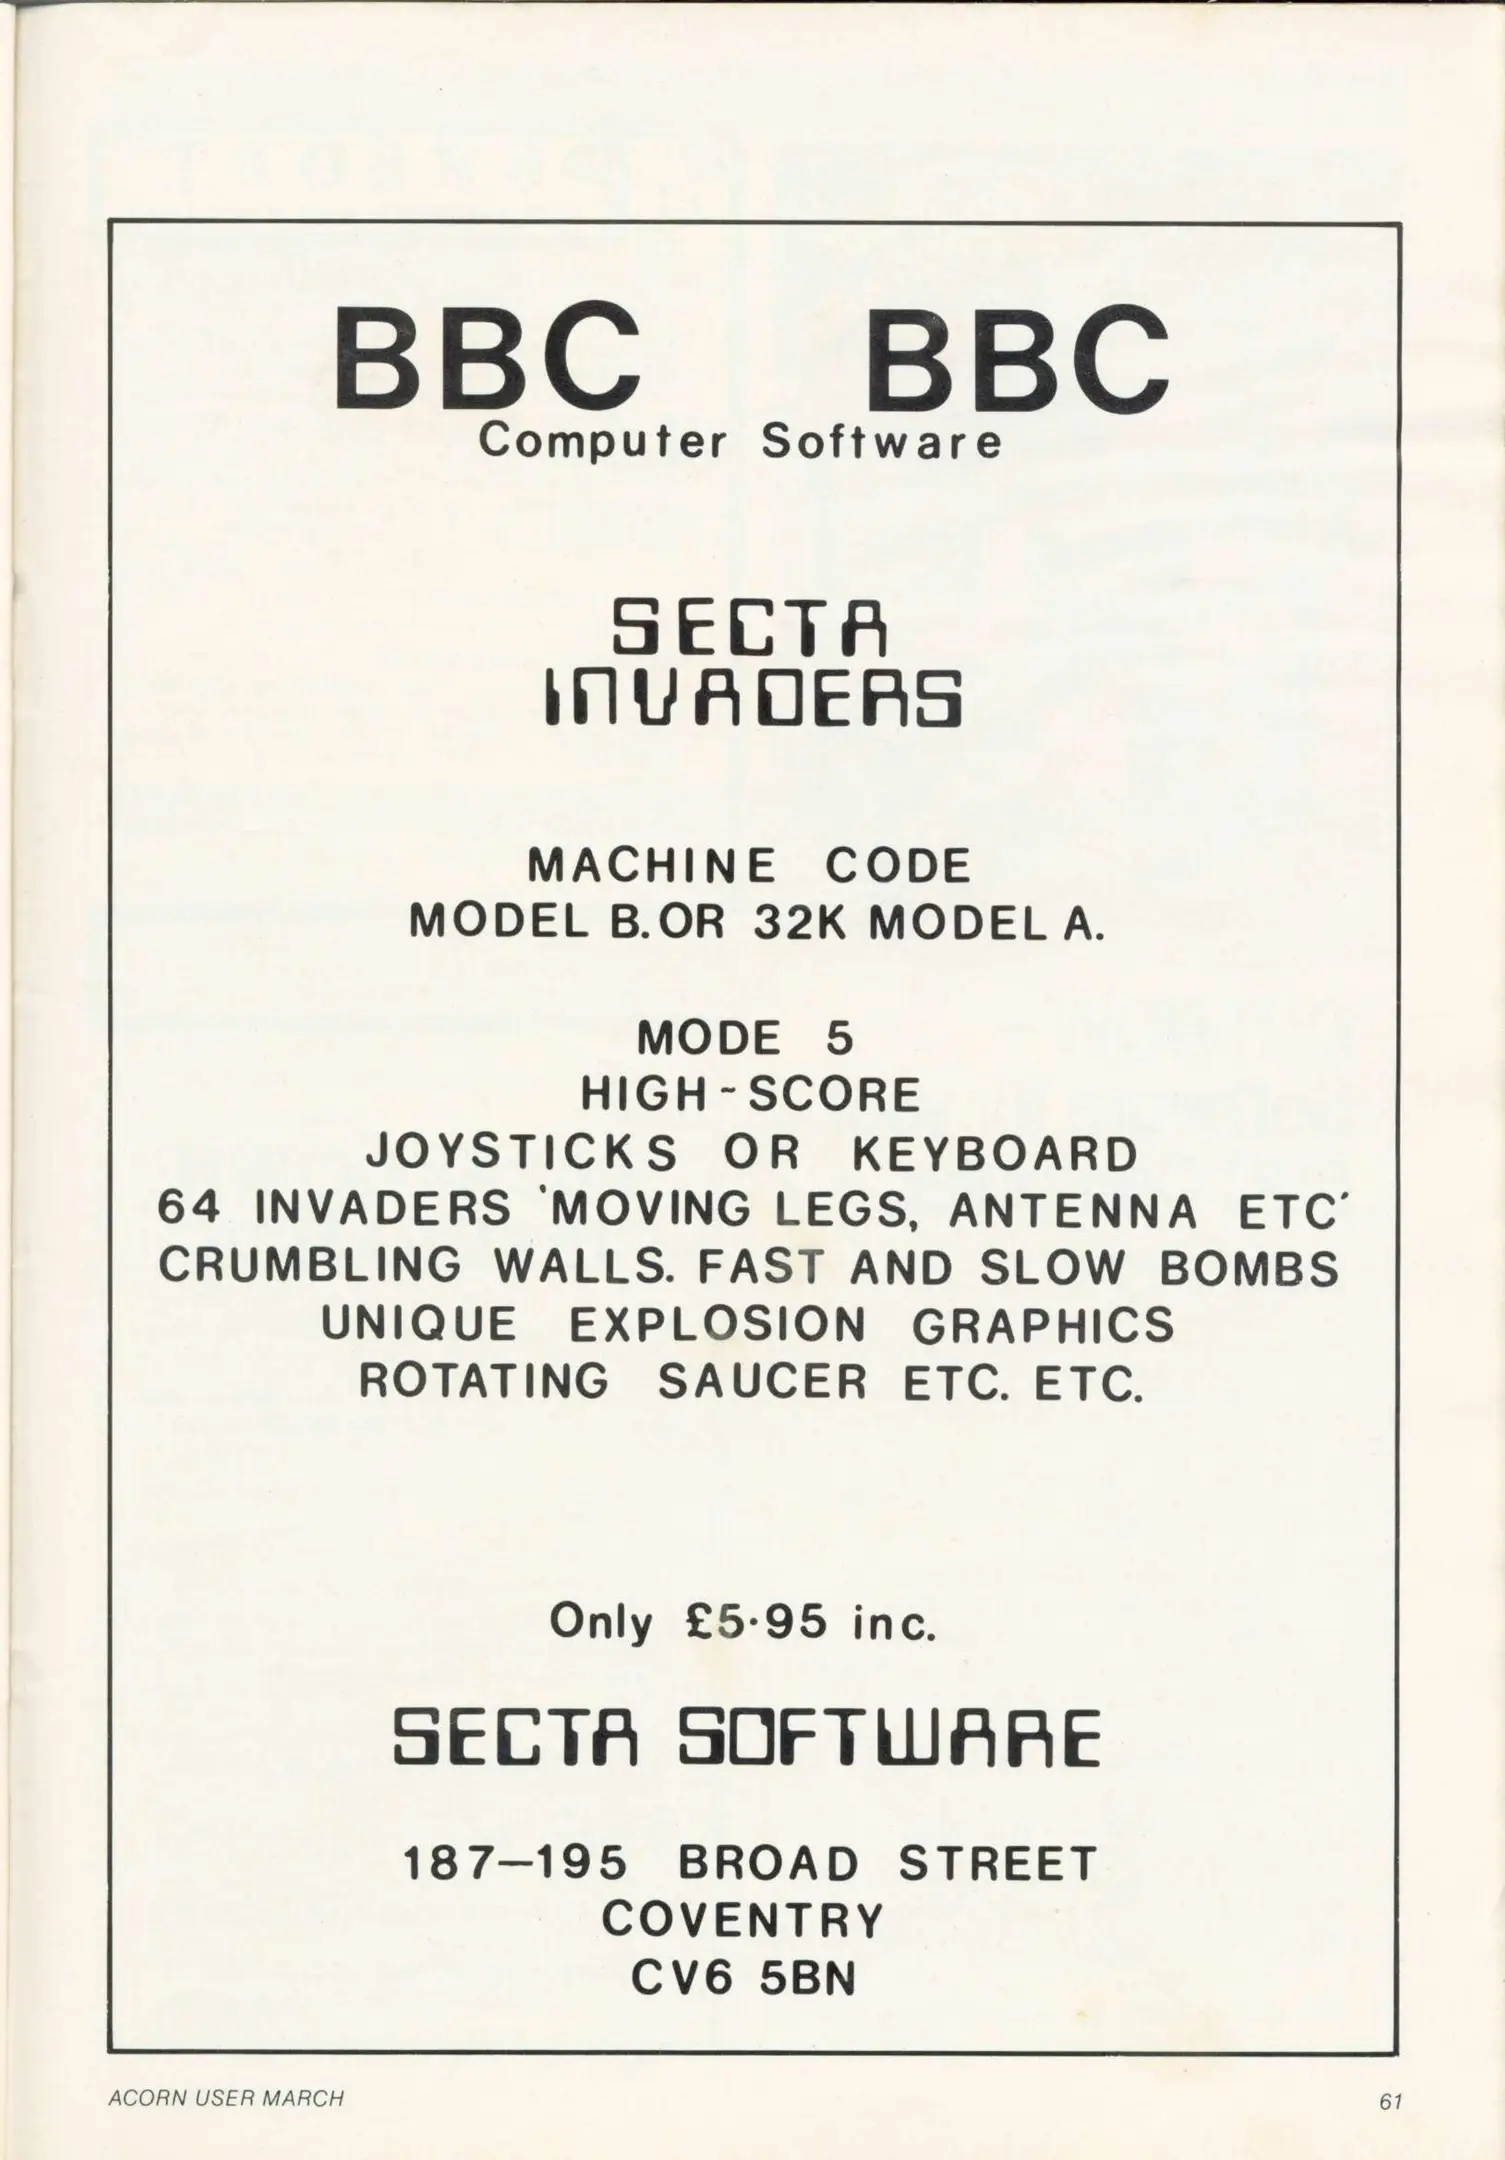 BBC BBC
Computer Software
SECTA
INVADERS
MACHINE CODE
MODEL B. OR 32K MODEL A.
MODE 5
HIGH-SCORE
JOYSTICKS OR KEYBOARD
64 INVADERS 'MOVING LEGS, ANTENNA ETC'
CRUMBLING WALLS. FAST AND SLOW BOMBS
UNIQUE EXPLOSION GRAPHICS
ROTATING SAUCER ETC. ETC.
Only £5·95 inc.
SECTA SOFTWARE
187–195 BROAD STREET
COVENTRY
CV6 5BN
ACORN USER MARCH
61